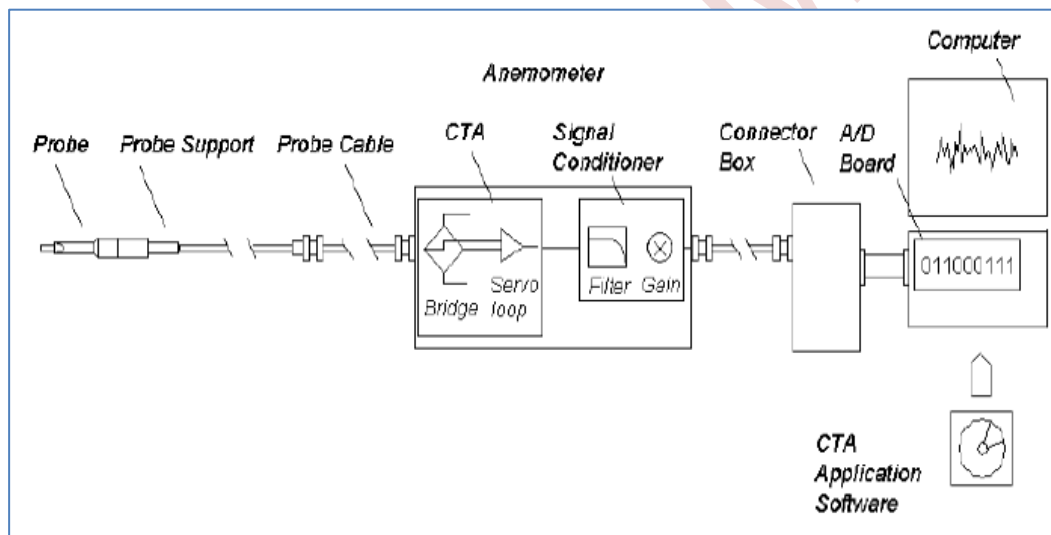 Computer
Anemometer
Probe
Probe Support
Probe Cable
CTA
Signal
Conditioner
Connector
Box
A/D
Board
Bridge
Servo
loop
Filter
Gain
011000111
CTA
Application
Software